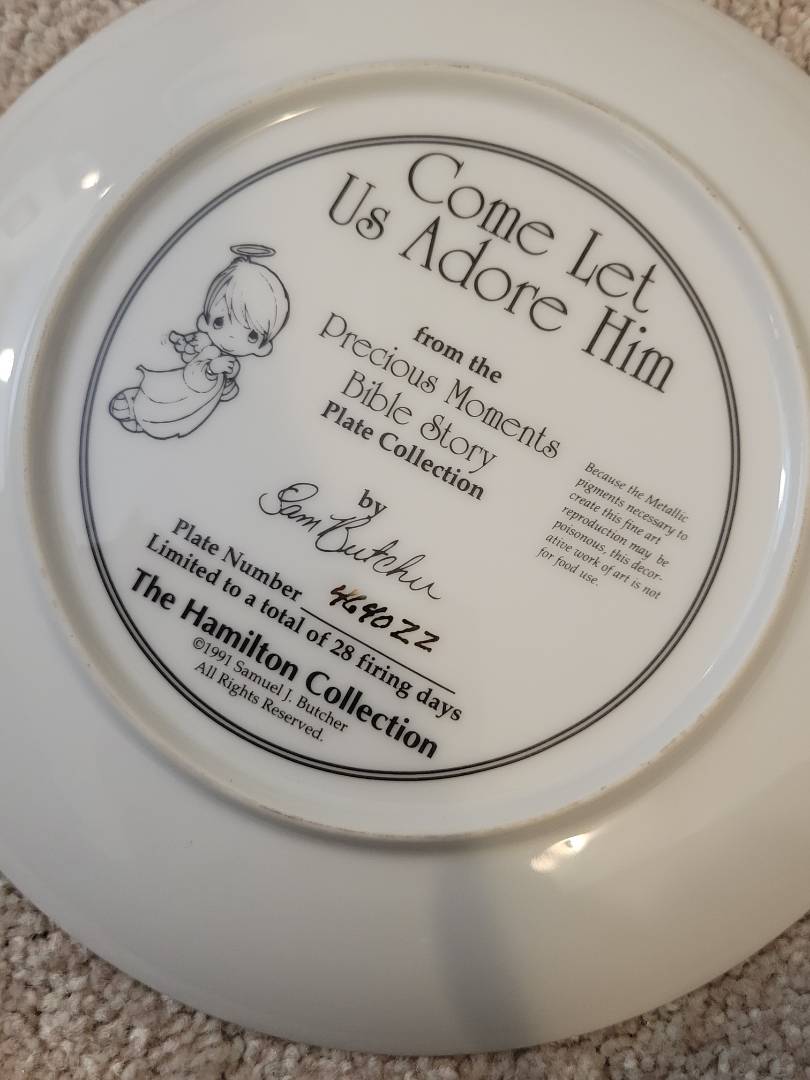 Come Let
Us Adore Him
from the
Precious Moments
Bible Story
Plate Collection
by
Sam Butcher
Plate Number 4690ZZ
Limited to a total of 28 firing days
The Hamilton Collection
©1991 Samuel J. Butcher
All Rights Reserved.
Because the Metallic
pigments necessary to
create this fine art
reproduction may be
poisonous, this decor-
ative work of art is not
for food use.